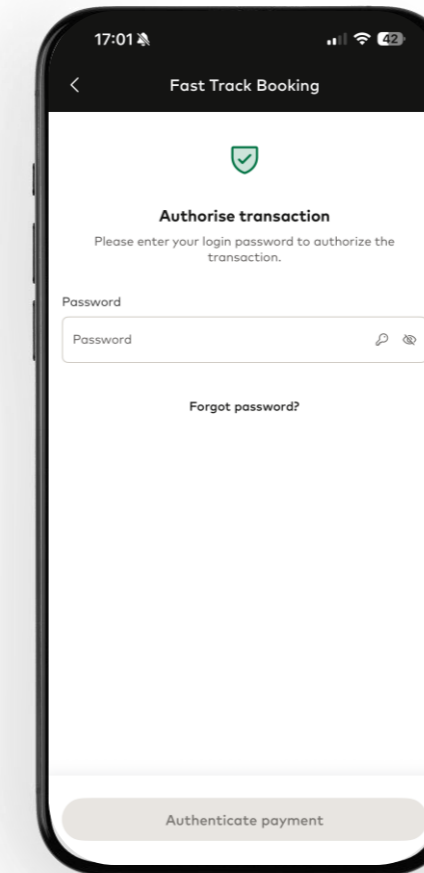 17:01
42
Fast Track Booking
Authorise transaction
Please enter your login password to authorize the
transaction.
Password
Password
Forgot password?
Authenticate payment